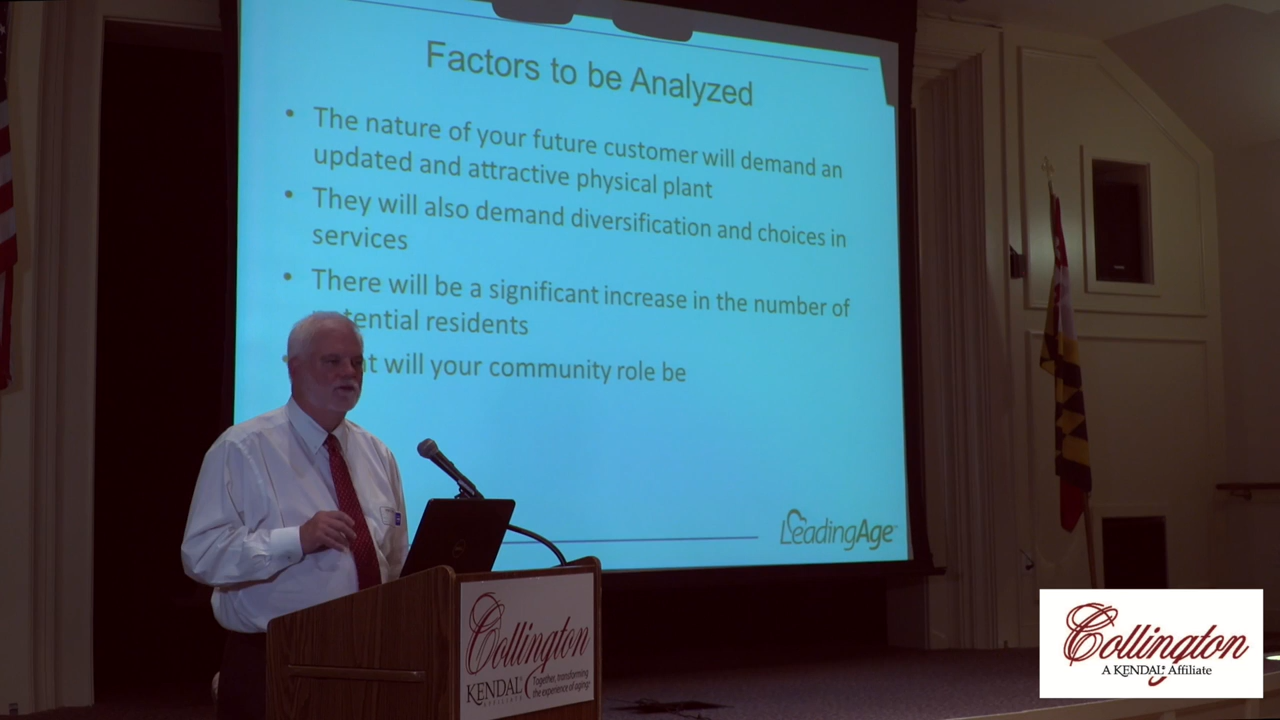 Factors to be Analyzed
• The nature of your future customer will demand an
updated and attractive physical plant
• They will also demand diversification and choices in
services
• There will be a significant increase in the number of
residents
will your community role be
LeadingAge
Collington
KENDAL®
AFFILIATE
Together, transforming
the experience of aging.®
Collington
A KENDAL® Affiliate